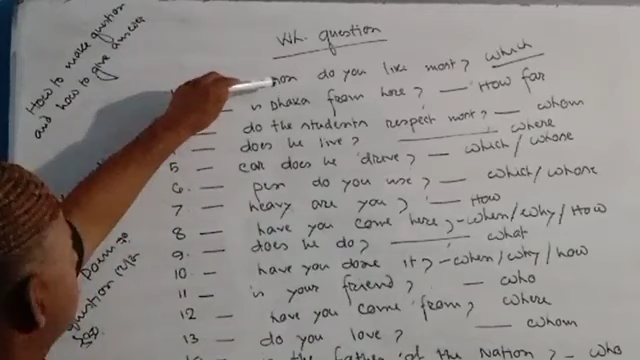 How to make question
and how to give answer
Wh. question
do you like most? which
is Dhaka from here? — How far
— do the students respect most? — whom
does he live? where
5 — car does he drive? — which/whose
6. — pen do you use? — which/whose
7 — heavy are you? — How
8 — have you come here, — when/why/How
9. — does he do? what
10. — have you done it? — when/why/how
11 — is your friend? — who
12 — have you come from, where
13 — do you love? — whom
the father of the Nation? — who